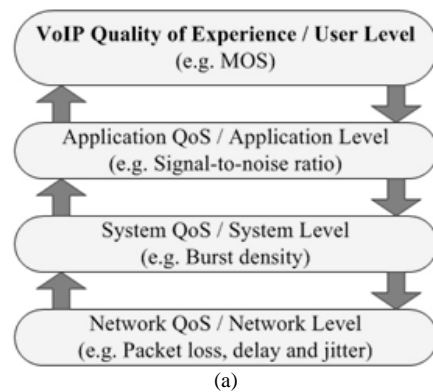 VoIP Quality of Experience / User Level
(e.g. MOS)
Application QoS / Application Level
(e.g. Signal-to-noise ratio)
System QoS / System Level
(e.g. Burst density)
Network QoS / Network Level
(e.g. Packet loss, delay and jitter)
(a)